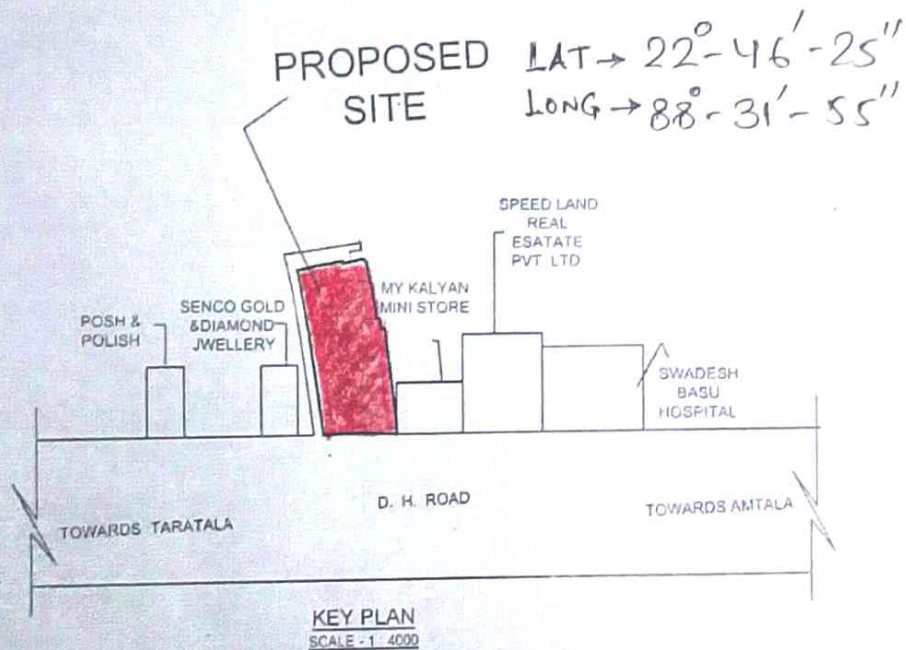 PROPOSED
SITE
LAT → 22°-46'-25"
LONG → 88°-31'-55"
SPEED LAND
REAL
ESATATE
PVT. LTD
MY KALYAN
MINI STORE
SENCO GOLD
&DIAMOND
JWELLERY
POSH &
POLISH
SWADESH
BASU
HOSPITAL
D. H. ROAD
TOWARDS TARATALA
TOWARDS AMTALA
KEY PLAN
SCALE - 1 : 4000